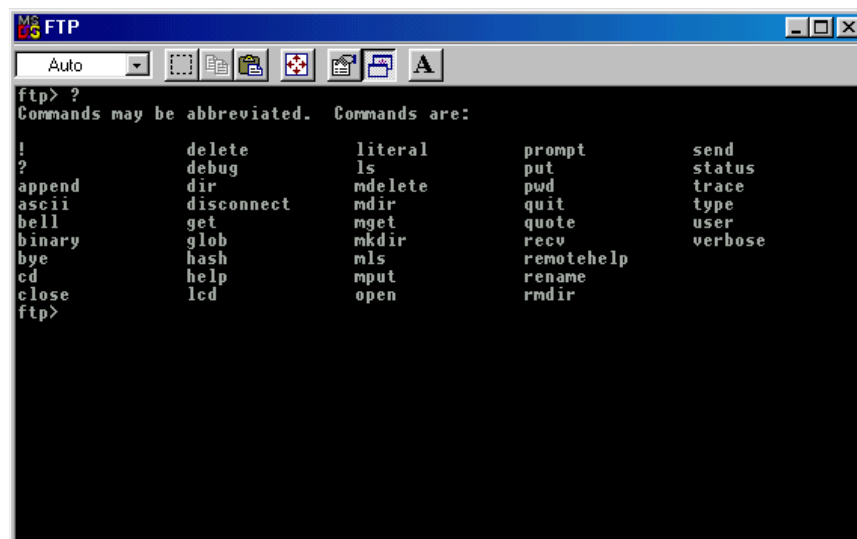 MS DOS FTP
Auto A
ftp> ?
Commands may be abbreviated. Commands are:
! delete literal prompt send
? debug ls put status
append dir mdelete pwd trace
ascii disconnect mdir quit type
bell get mget quote user
binary glob mkdir recv verbose
bye hash mls remotehelp
cd help mput rename
close lcd open rmdir
ftp>